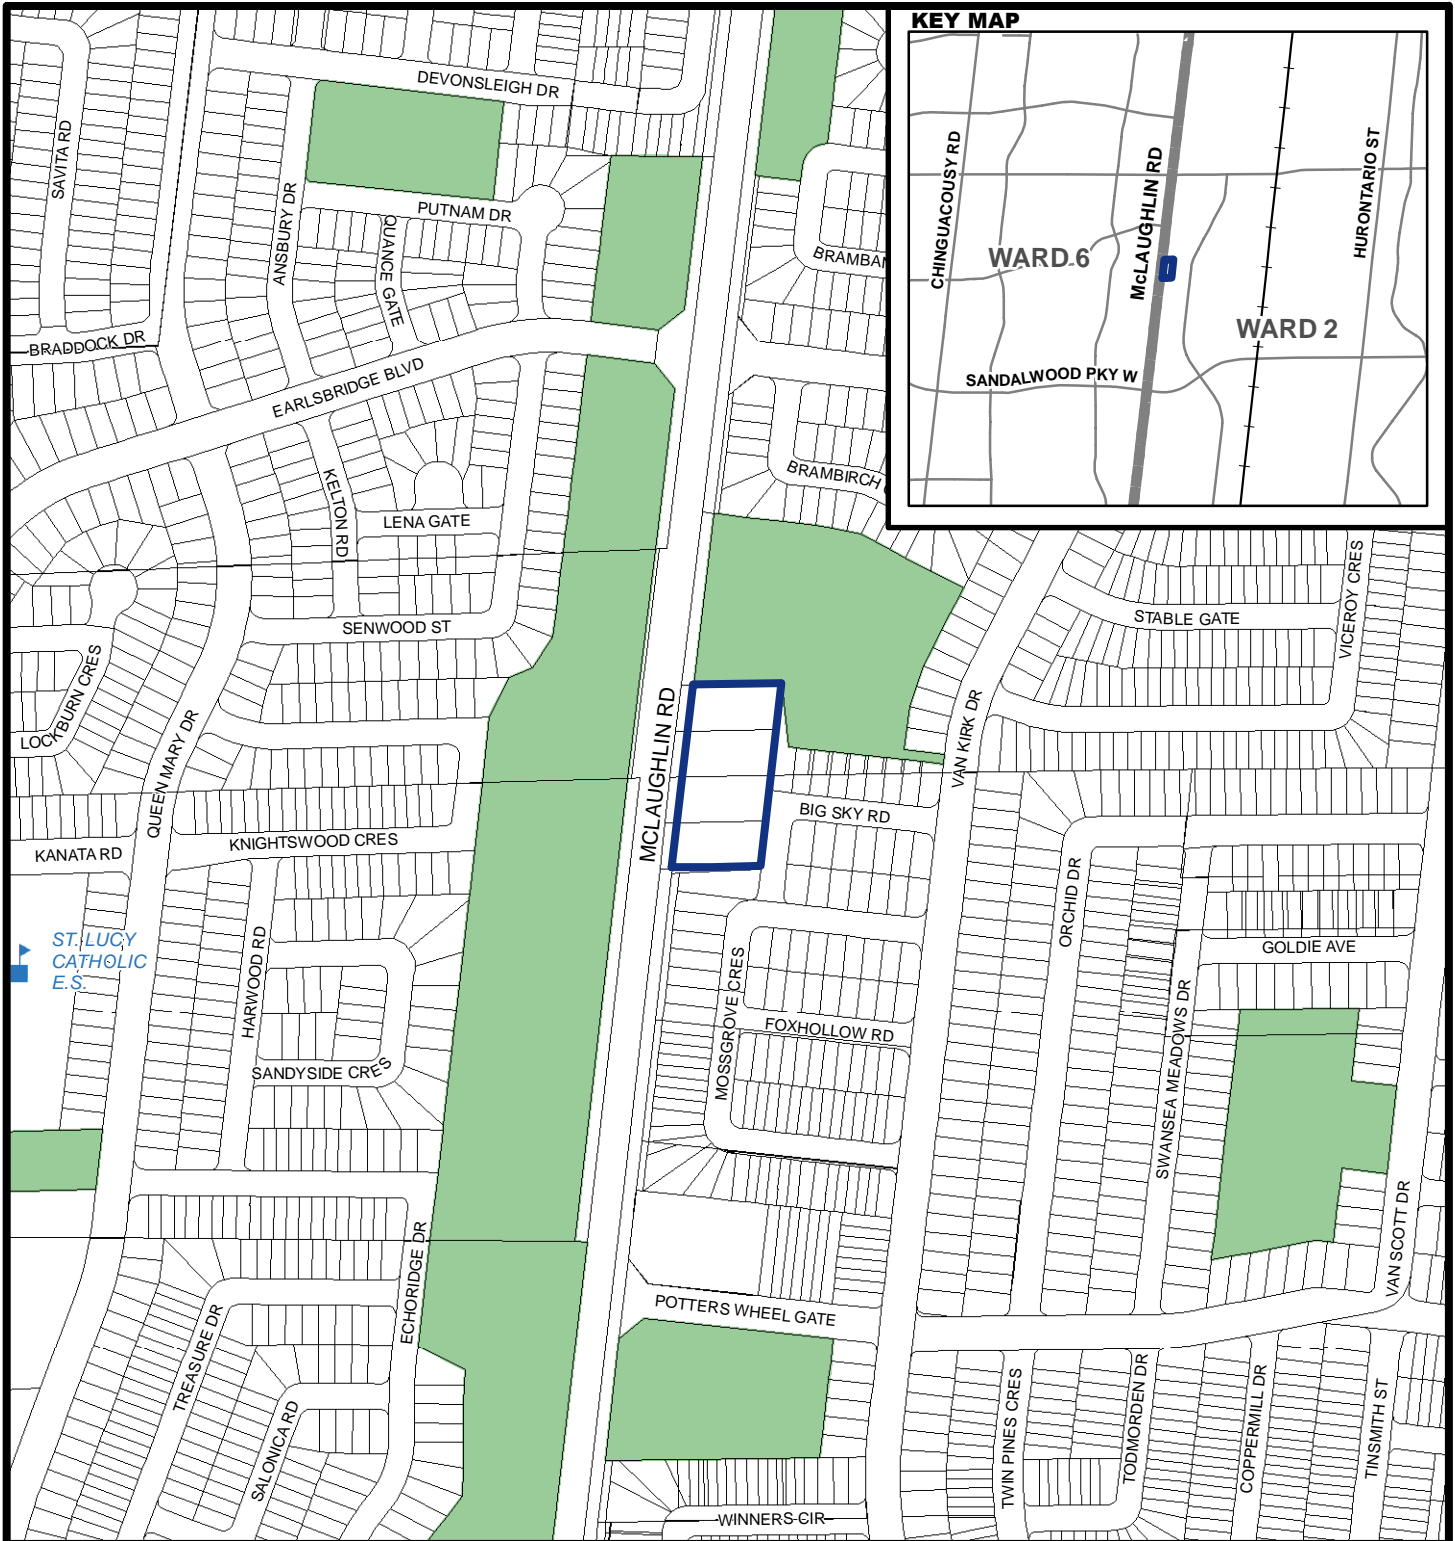 KEY MAP
CHINGUACOUSY RD
McLAUGHLIN RD
HURONTARIO ST
WARD 6
WARD 2
SANDALWOOD PKY W
DEVONSLEIGH DR
SAVITA RD
ANSBURY DR
PUTNAM DR
QUANCE GATE
BRAMBAN
BRADDOCK DR
EARLSBRIDGE BLVD
BRAMBIRCH
KELTON RD
LENA GATE
SENWOOD ST
STABLE GATE
VICEROY CRES
LOCKBURN CRES
QUEEN MARY DR
MCLAUGHLIN RD
VAN KIRK DR
BIG SKY RD
KNIGHTSWOOD CRES
KANATA RD
ORCHID DR
ST. LUCY
CATHOLIC
E.S.
HARWOOD RD
GOLDIE AVE
MOSSGROVE CRES
FOXHOLLOW RD
SANDYSIDE CRES
SWANSEA MEADOWS DR
VAN SCOTT DR
ECHORIDGE DR
POTTERS WHEEL GATE
TREASURE DR
SALONICA RD
TWIN PINES CRES
TODMORDEN DR
COPPERMILL DR
TINSMITH ST
WINNERS CIR